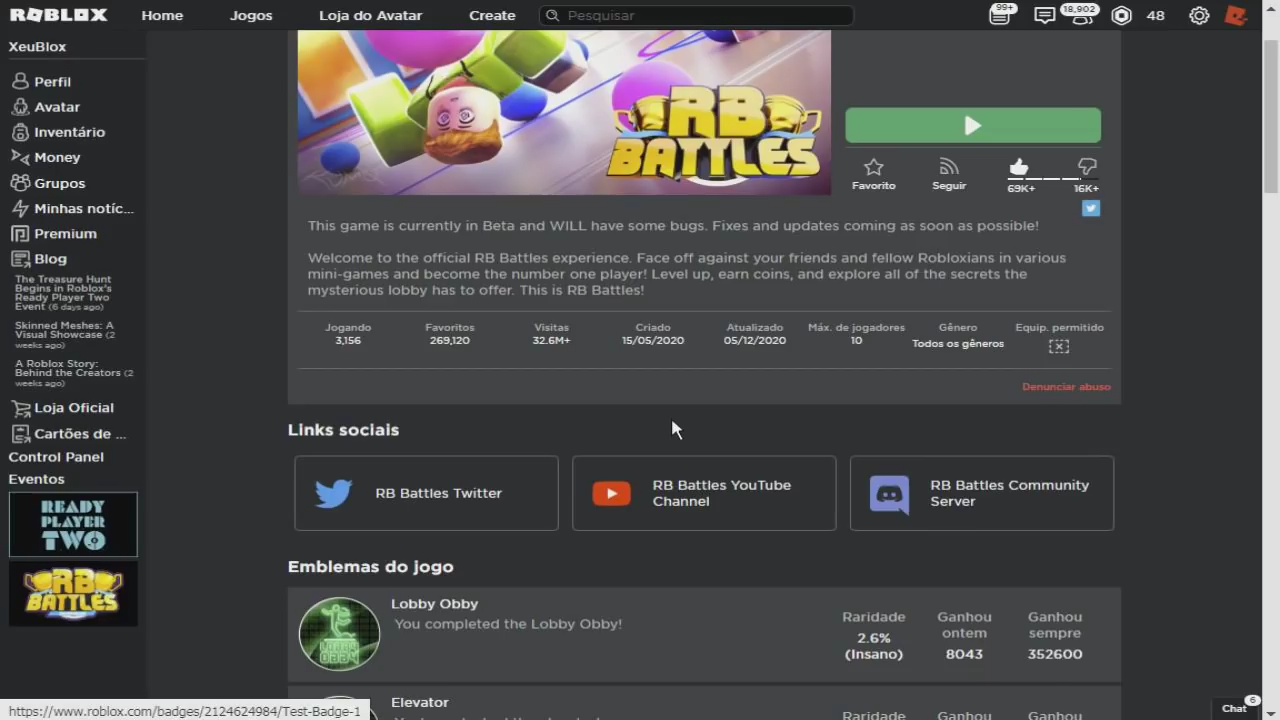 ROBLOX
Home
Jogos
Loja do Avatar
Create
Pesquisar
99+
18,902
48
XeuBlox
Perfil
Avatar
Inventário
Money
Grupos
Minhas notíc...
Premium
Blog
The Treasure Hunt
Begins in Roblox's
Ready Player Two
Event (6 days ago)
Skinned Meshes: A
Visual Showcase (2
weeks ago)
A Roblox Story:
Behind the Creators (2
weeks ago)
Loja Oficial
Cartões de ...
Control Panel
Eventos
READY
PLAYER
TWO
RB
BATTLES
RB
BATTLES
Favorito
Seguir
69K+
16K+
This game is currently in Beta and WILL have some bugs. Fixes and updates coming as soon as possible!
Welcome to the official RB Battles experience. Face off against your friends and fellow Robloxians in various
mini-games and become the number one player! Level up, earn coins, and explore all of the secrets the
mysterious lobby has to offer. This is RB Battles!
Jogando
3,156
Favoritos
269,120
Visitas
32.6M+
Criado
15/05/2020
Atualizado
05/12/2020
Máx. de jogadores
10
Gênero
Todos os gêneros
Equip. permitido
Denunciar abuso
Links sociais
RB Battles Twitter
RB Battles YouTube
Channel
RB Battles Community
Server
Emblemas do jogo
LOBBY
OBBY
Lobby Obby
You completed the Lobby Obby!
Raridade
2.6%
(Insano)
Ganhou
ontem
8043
Ganhou
sempre
352600
Elevator
Raridade
Ganhou
Ganhou
https://www.roblox.com/badges/2124624984/Test-Badge-1
Chat
6